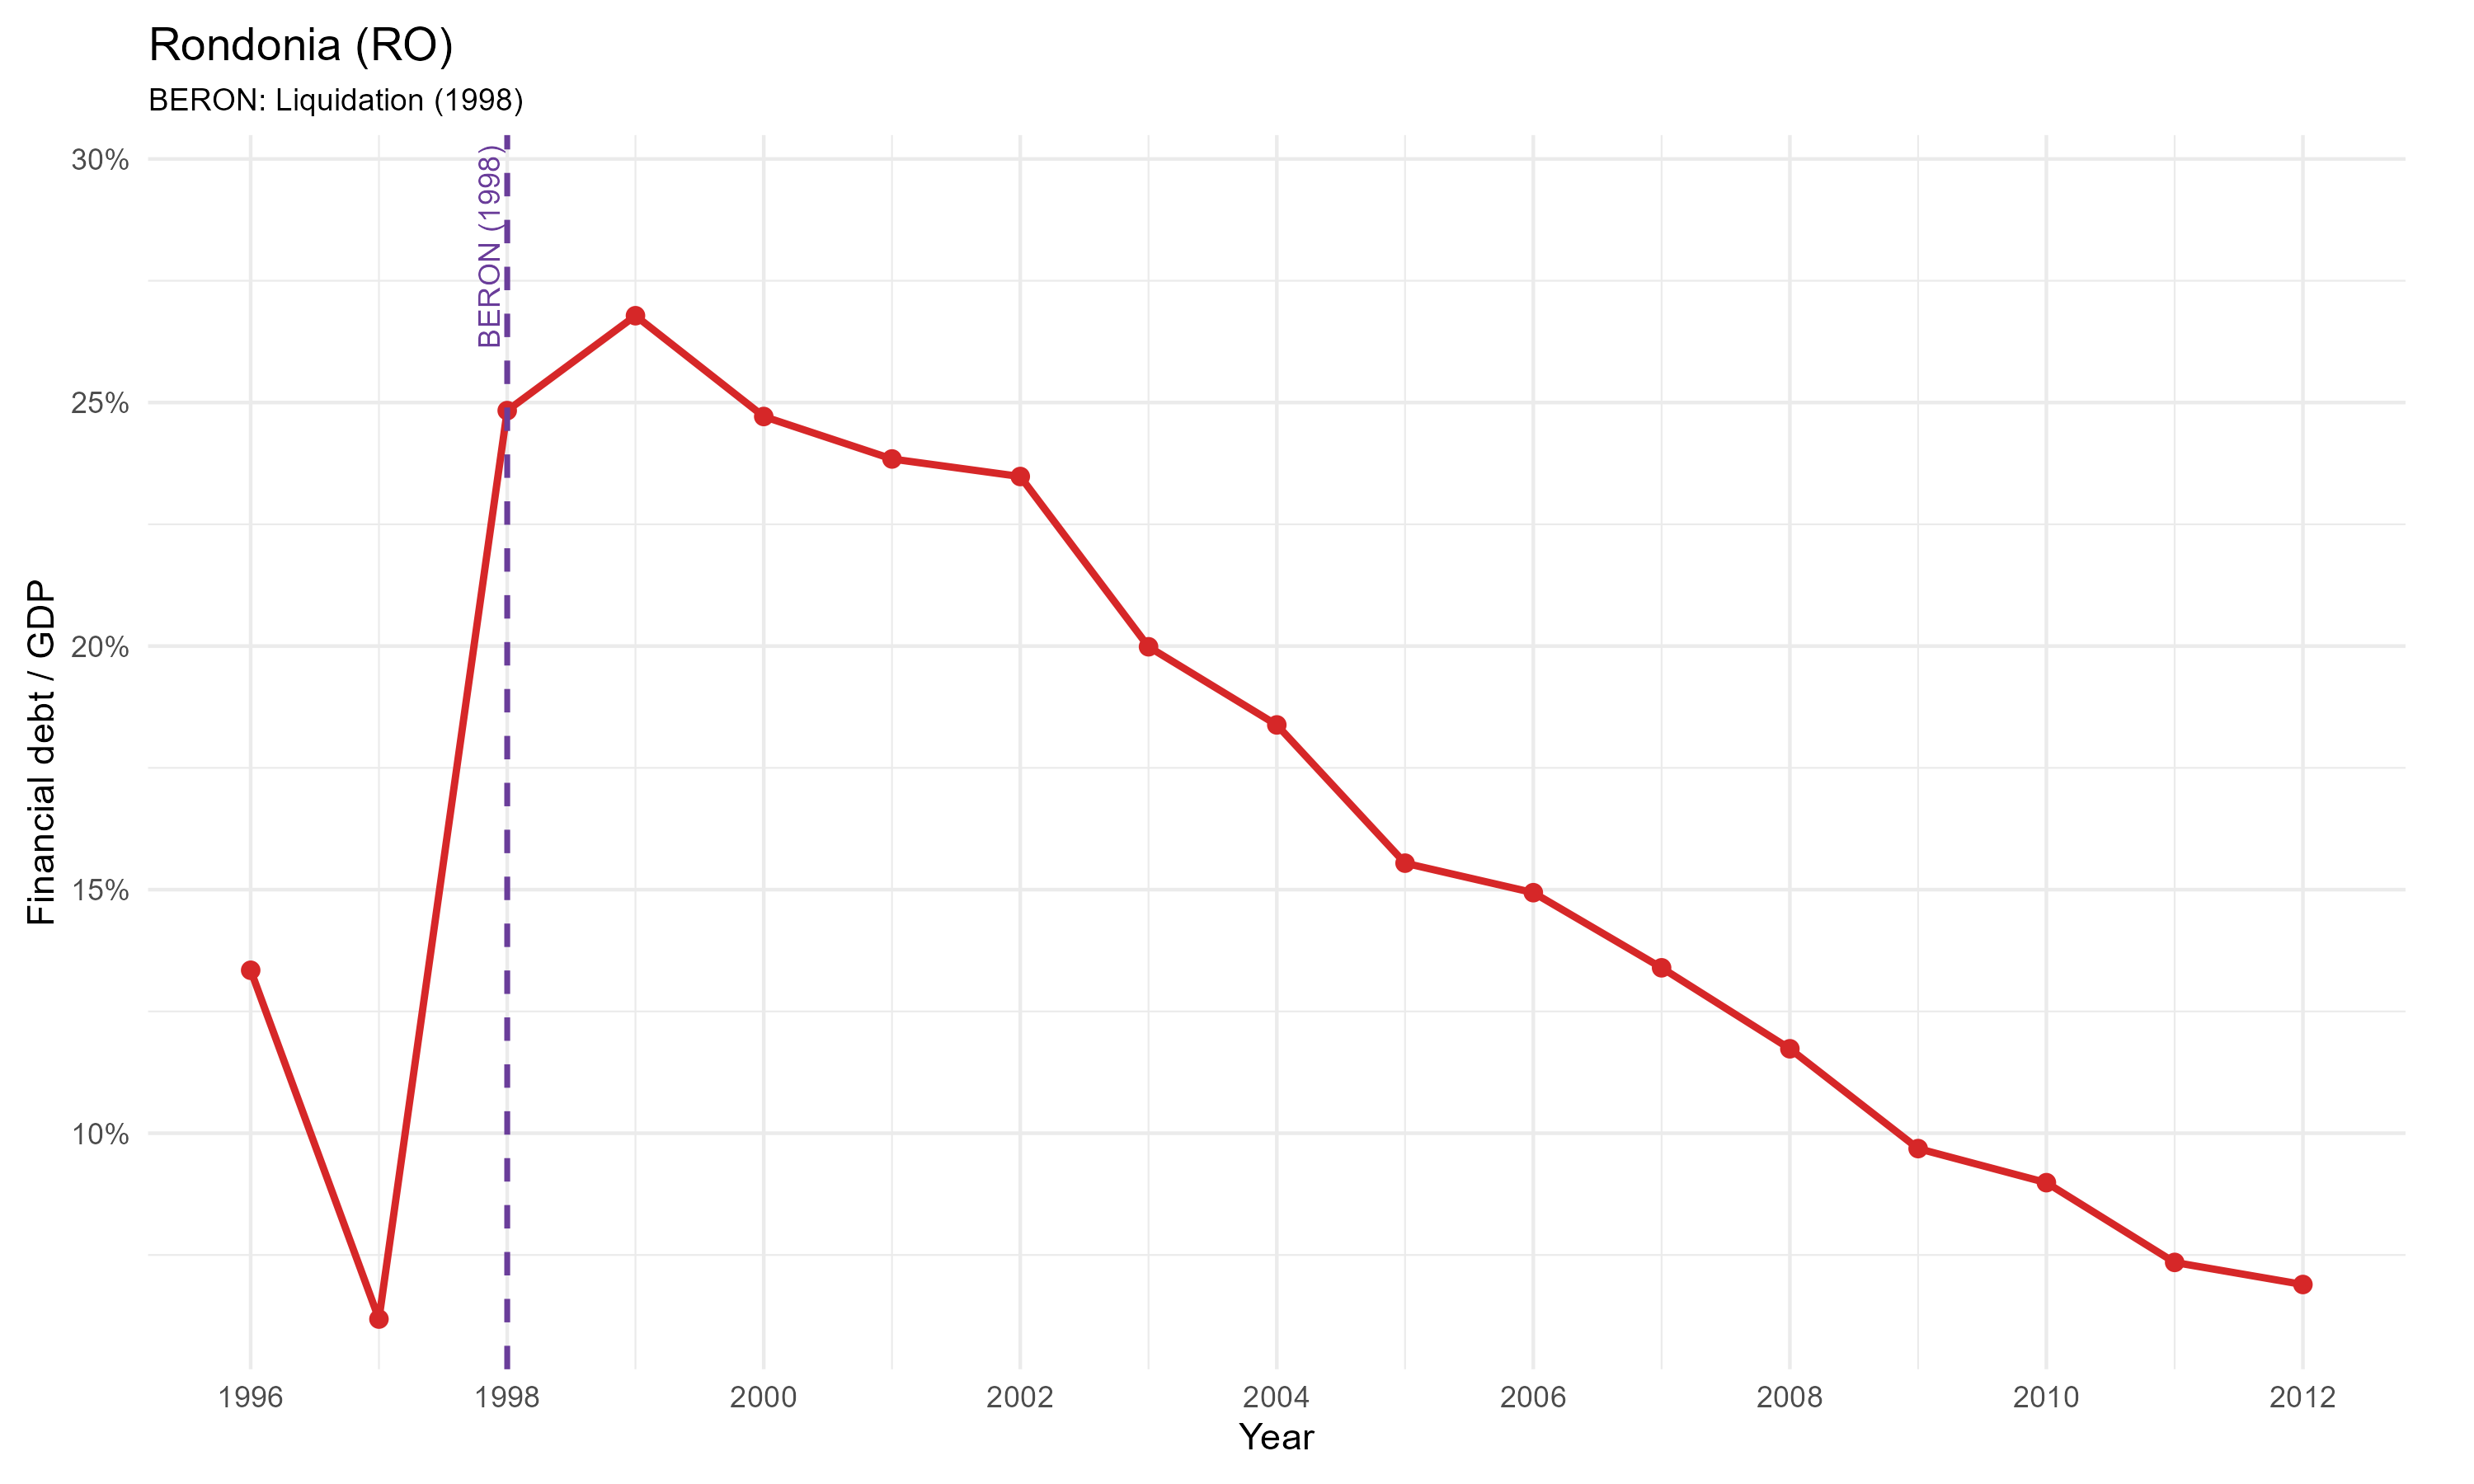 Rondonia (RO)
BERON: Liquidation (1998)
30%
25%
20%
15%
10%
Financial debt / GDP
BERON (1998)
1996 1998 2000 2002 2004 2006 2008 2010 2012
Year